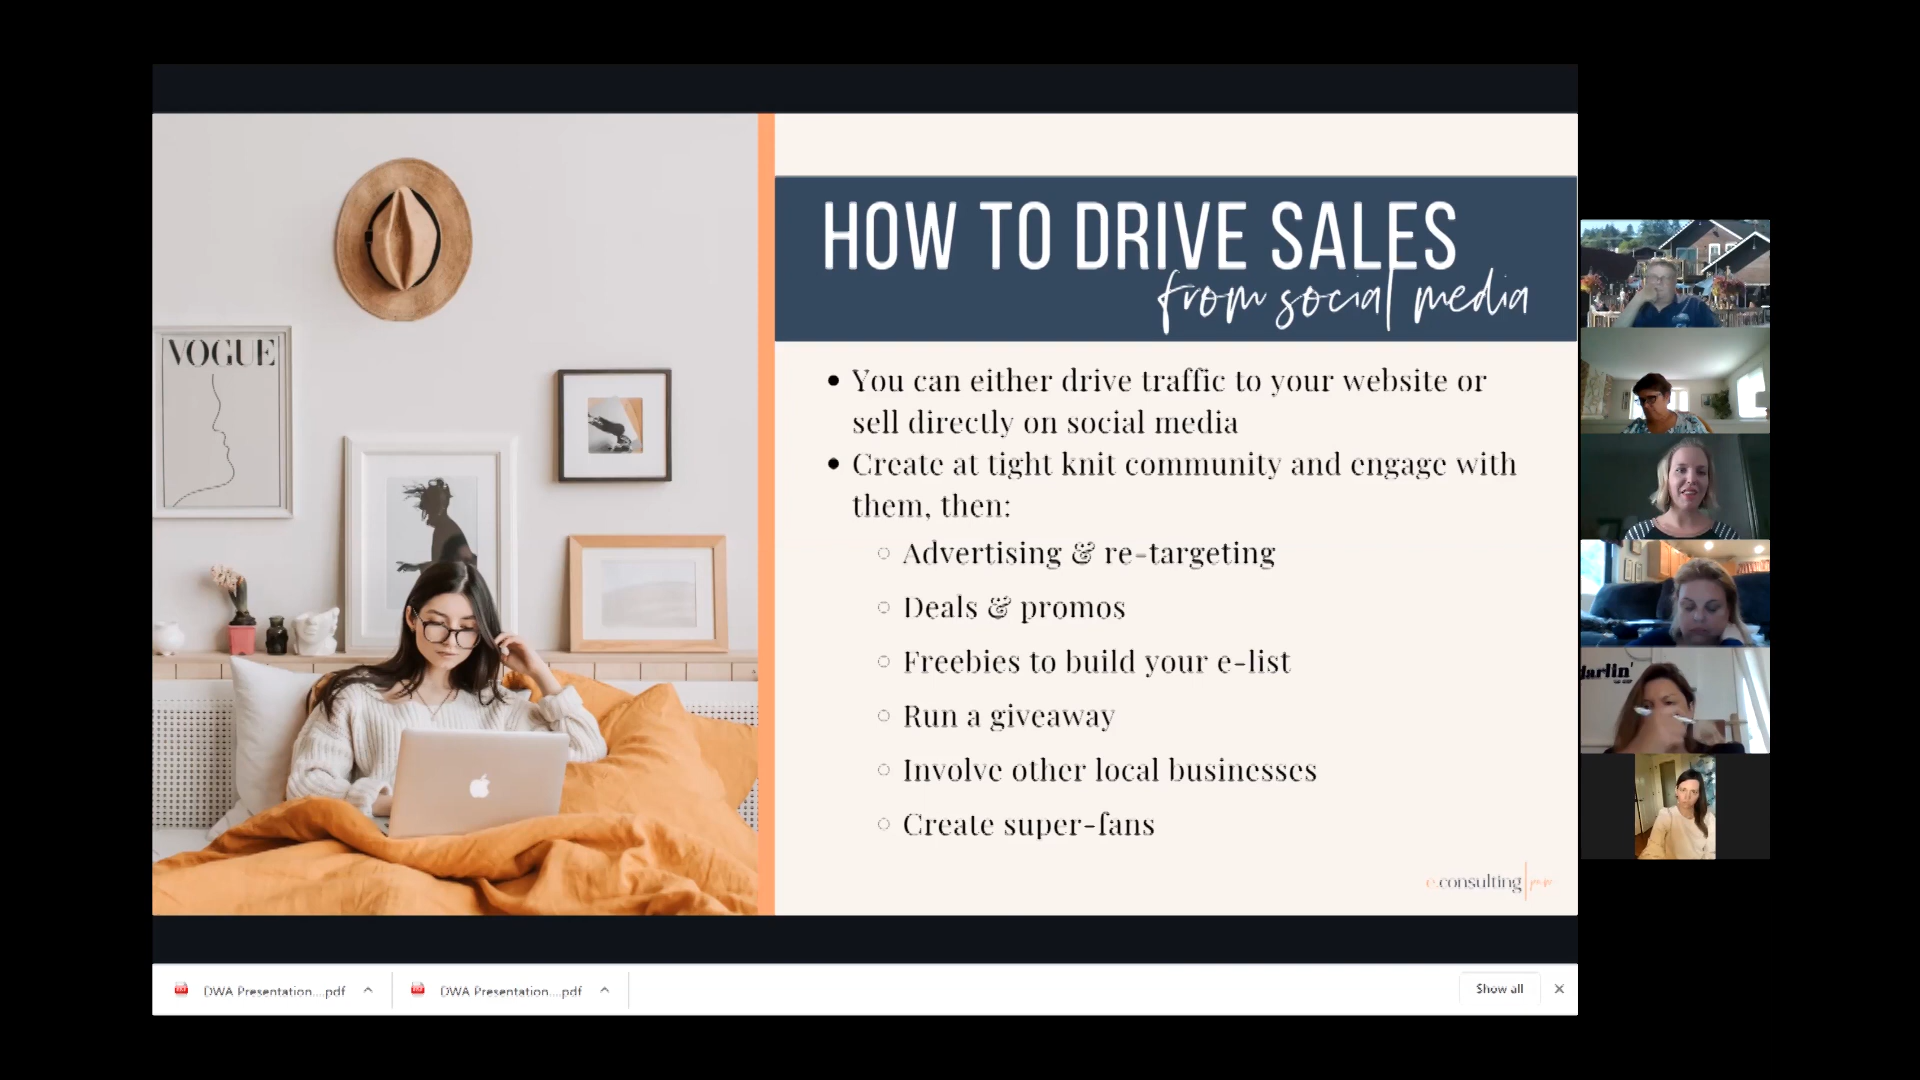 VOGUE
HOW TO DRIVE SALES
from social media
• You can either drive traffic to your website or
sell directly on social media
• Create at tight knit community and engage with
them, then:
○ Advertising & re-targeting
○ Deals & promos
○ Freebies to build your e-list
○ Run a giveaway
○ Involve other local businesses
○ Create super-fans
e.consulting
darlin'
DWA Presentation....pdf
DWA Presentation....pdf
Show all